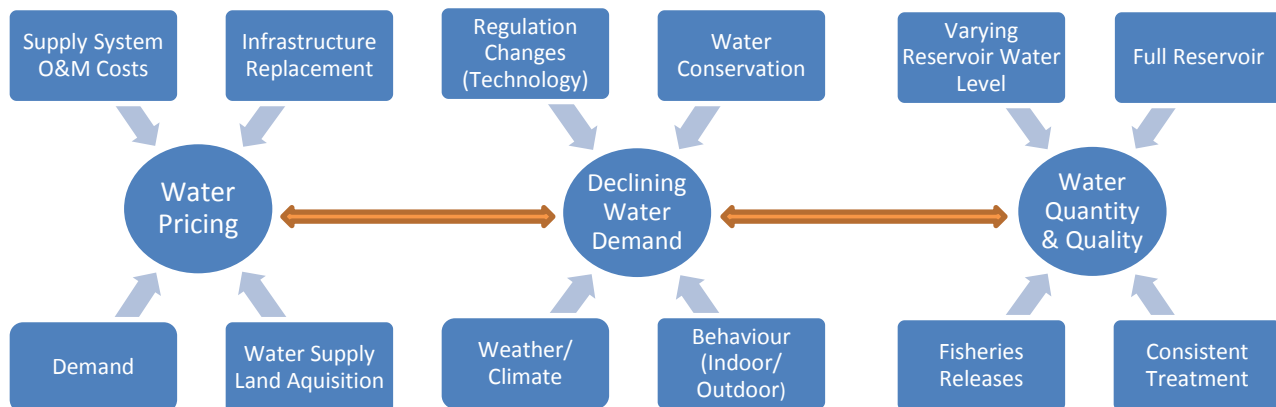 Supply System
O&M Costs
Infrastructure
Replacement
Regulation
Changes
(Technology)
Water
Conservation
Varying
Reservoir Water
Level
Full Reservoir
Water
Pricing
Declining
Water
Demand
Water
Quantity
& Quality
Demand
Water Supply
Land Aquisition
Weather/
Climate
Behaviour
(Indoor/
Outdoor)
Fisheries
Releases
Consistent
Treatment